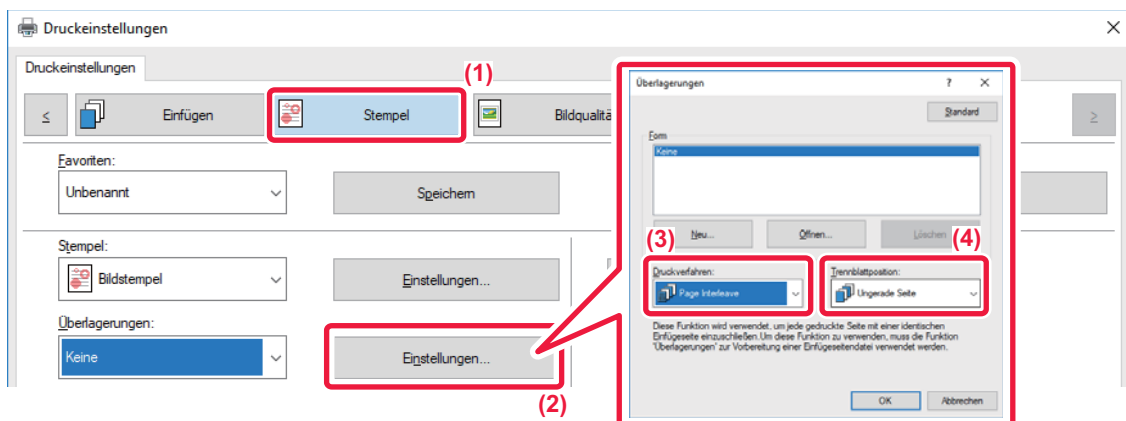 Druckeinstellungen
Druckeinstellungen
(1)
≤ Einfügen Stempel Bildqualitä ≥
Favoriten:
Unbenannt Speichern
Stempel:
Bildstempel Einstellungen...
Überlagerungen:
Keine Einstellungen...
(2)
Überlagerungen ?
Standard
Form
Keine
Neu... Öffnen... Löschen
(3) (4)
Druckverfahren: Trennblattposition:
Page Interleave Ungerade Seite
Diese Funktion wird verwendet, um jede gedruckte Seite mit einer identischen
Einfügeseite einzuschließen.Um diese Funktion zu verwenden, muss die Funktion
'Überlagerungen' zur Vorbereitung einer Einfügeseitendatei verwendet werden.
OK Abbrechen